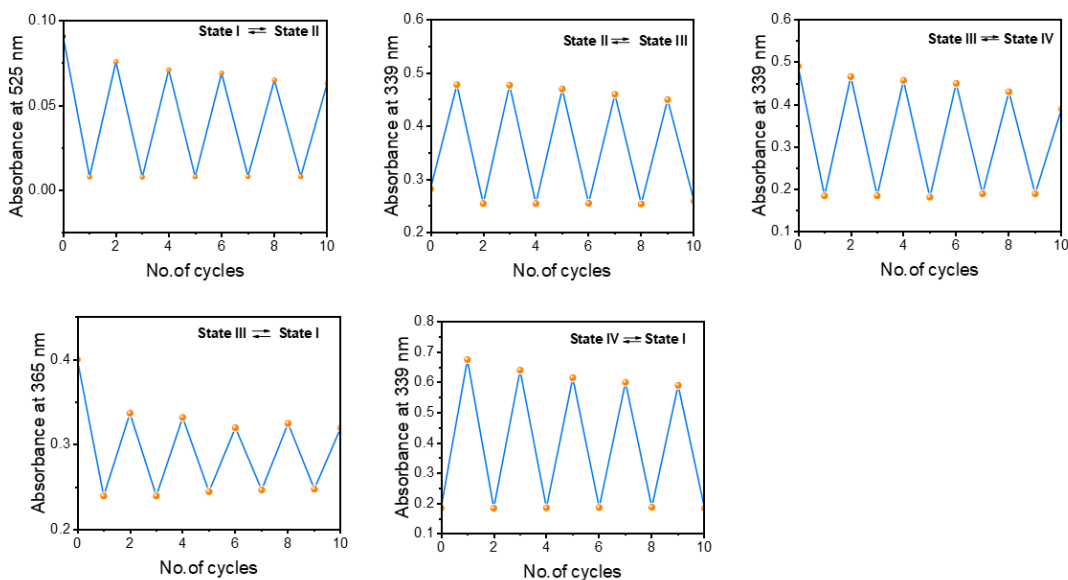 State I ⇌ State II
Absorbance at 525 nm
0.10
0.05
0.00
0 2 4 6 8 10
No.of cycles
State II ⇌ State III
Absorbance at 339 nm
0.6
0.5
0.4
0.3
0.2
0 2 4 6 8 10
No.of cycles
State III ⇌ State IV
Absorbance at 339 nm
0.6
0.5
0.4
0.3
0.2
0.1
0 2 4 6 8 10
No.of cycles
State III ⇌ State I
Absorbance at 365 nm
0.4
0.3
0.2
0 2 4 6 8 10
No.of cycles
State IV ⇌ State I
Absorbance at 339 nm
0.8
0.7
0.6
0.5
0.4
0.3
0.2
0.1
0 2 4 6 8 10
No.of cycles